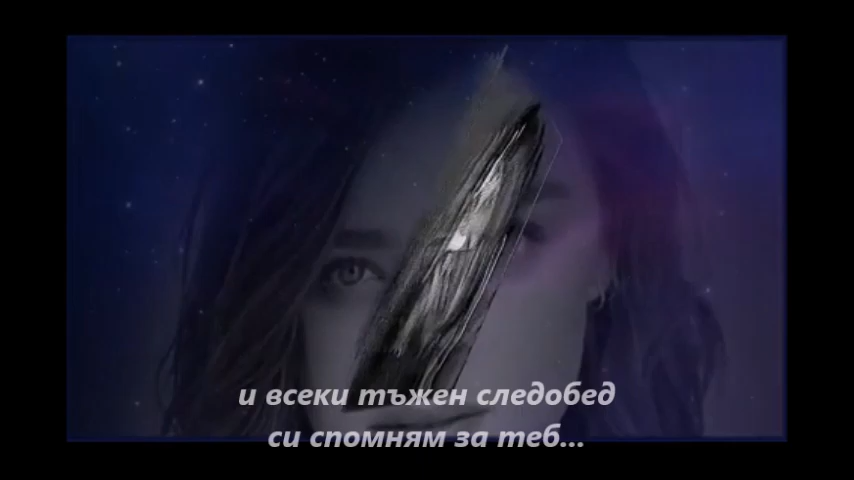 и всеки тъжен следобед
си спомням за теб...